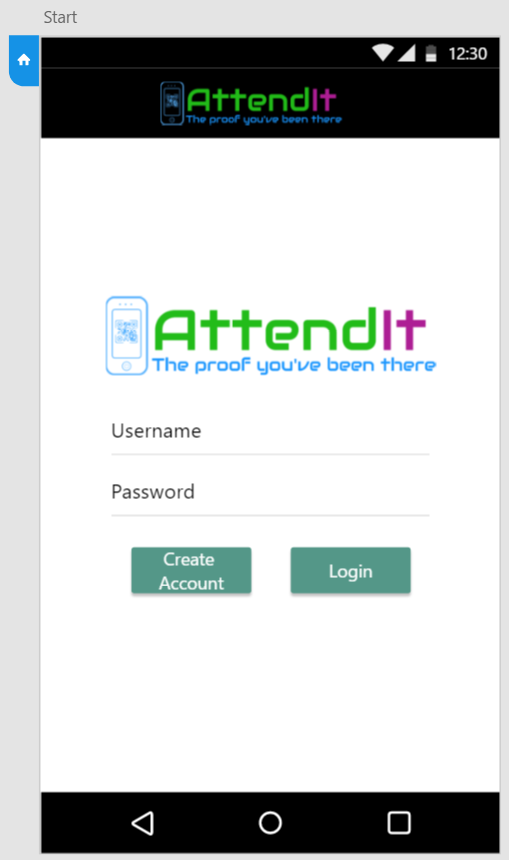 Start
12:30
AttendIt
The proof you've been there
AttendIt
The proof you've been there
Username
Password
Create
Account
Login